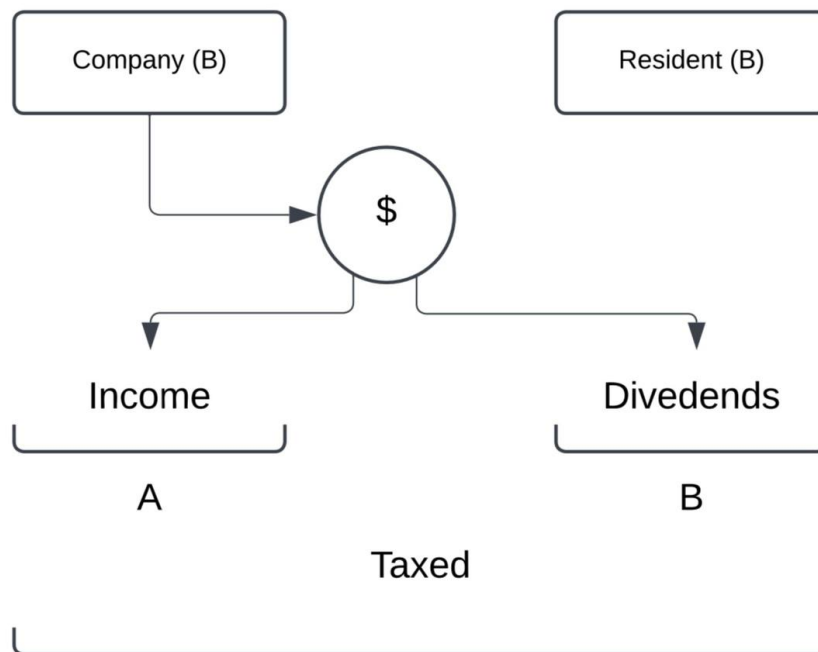 Company (B)
Resident (B)
$
Income
Divedends
A
B
Taxed